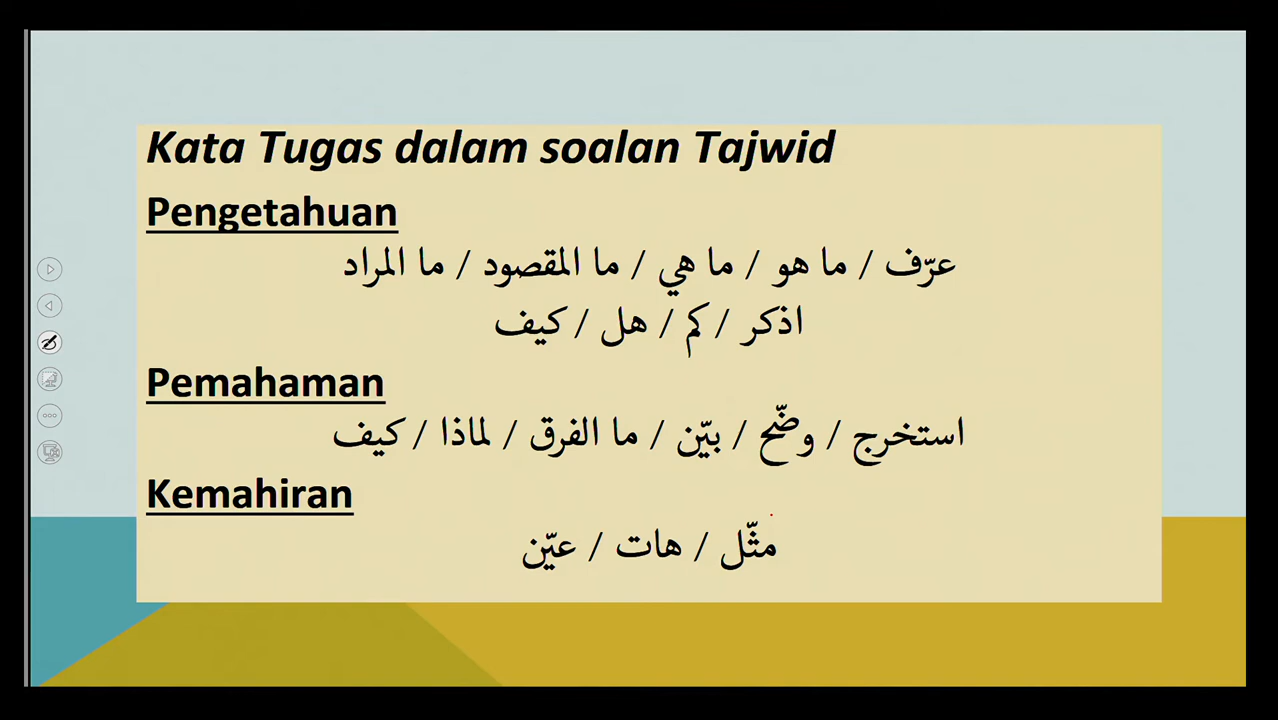 Kata Tugas dalam soalan Tajwid
Pengetahuan
عرّف / ما هو / ما هي / ما المقصود / ما المراد
اذكر / كم / هل / كيف
Pemahaman
استخرج / وضّح / بيّن / ما الفرق / لماذا / كيف
Kemahiran
مثّل / هات / عيّن